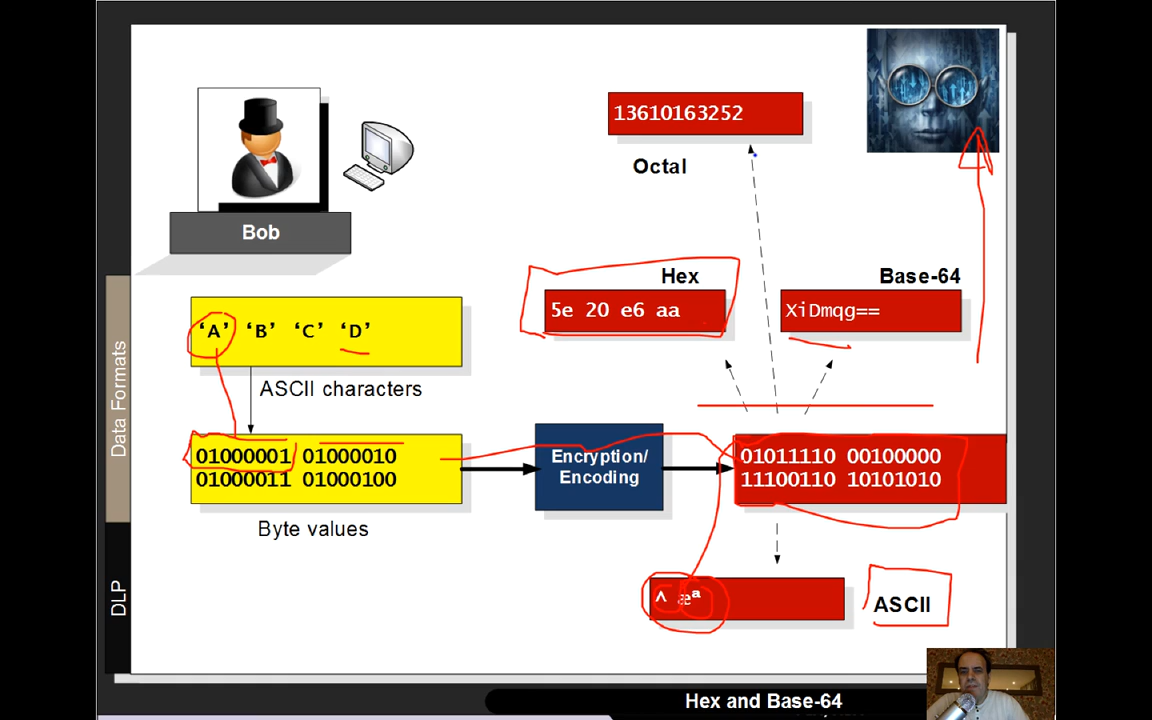 13610163252
Octal
Bob
Hex
Base-64
5e 20 e6 aa
XiDmqg==
‘A’ ‘B’ ‘C’ ‘D’
ASCII characters
Data Formats
01000001 01000010
01000011 01000100
Encryption/
Encoding
01011110 00100000
11100110 10101010
Byte values
DLP
^ æª
ASCII
Hex and Base-64